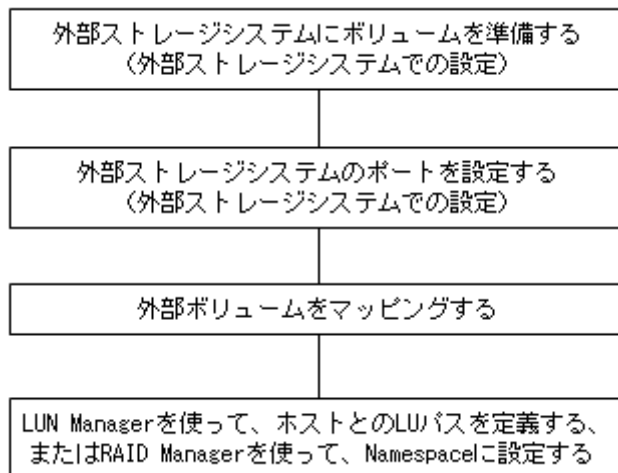 外部ストレージシステムにボリュームを準備する
(外部ストレージシステムでの設定)
外部ストレージシステムのポートを設定する
(外部ストレージシステムでの設定)
外部ボリュームをマッピングする
LUN Managerを使って、ホストとのLUパスを定義する、
またはRAID Managerを使って、Namespaceに設定する